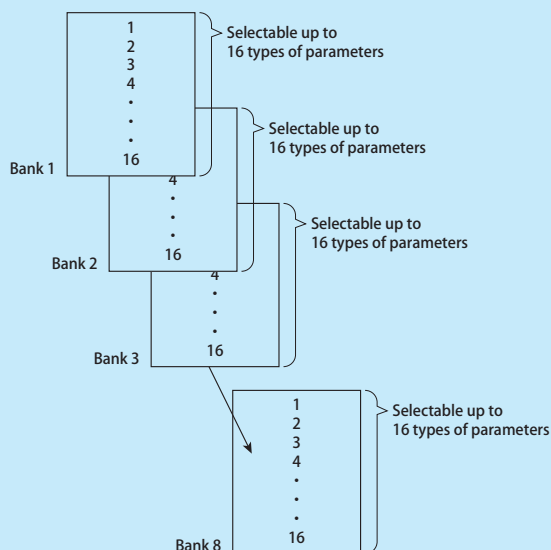 1
2
3
4
.
.
.
16
Selectable up to
16 types of parameters
Bank 1
4
.
.
.
16
Selectable up to
16 types of parameters
Bank 2
4
.
.
.
16
Selectable up to
16 types of parameters
Bank 3
1
2
3
4
.
.
.
16
Selectable up to
16 types of parameters
Bank 8